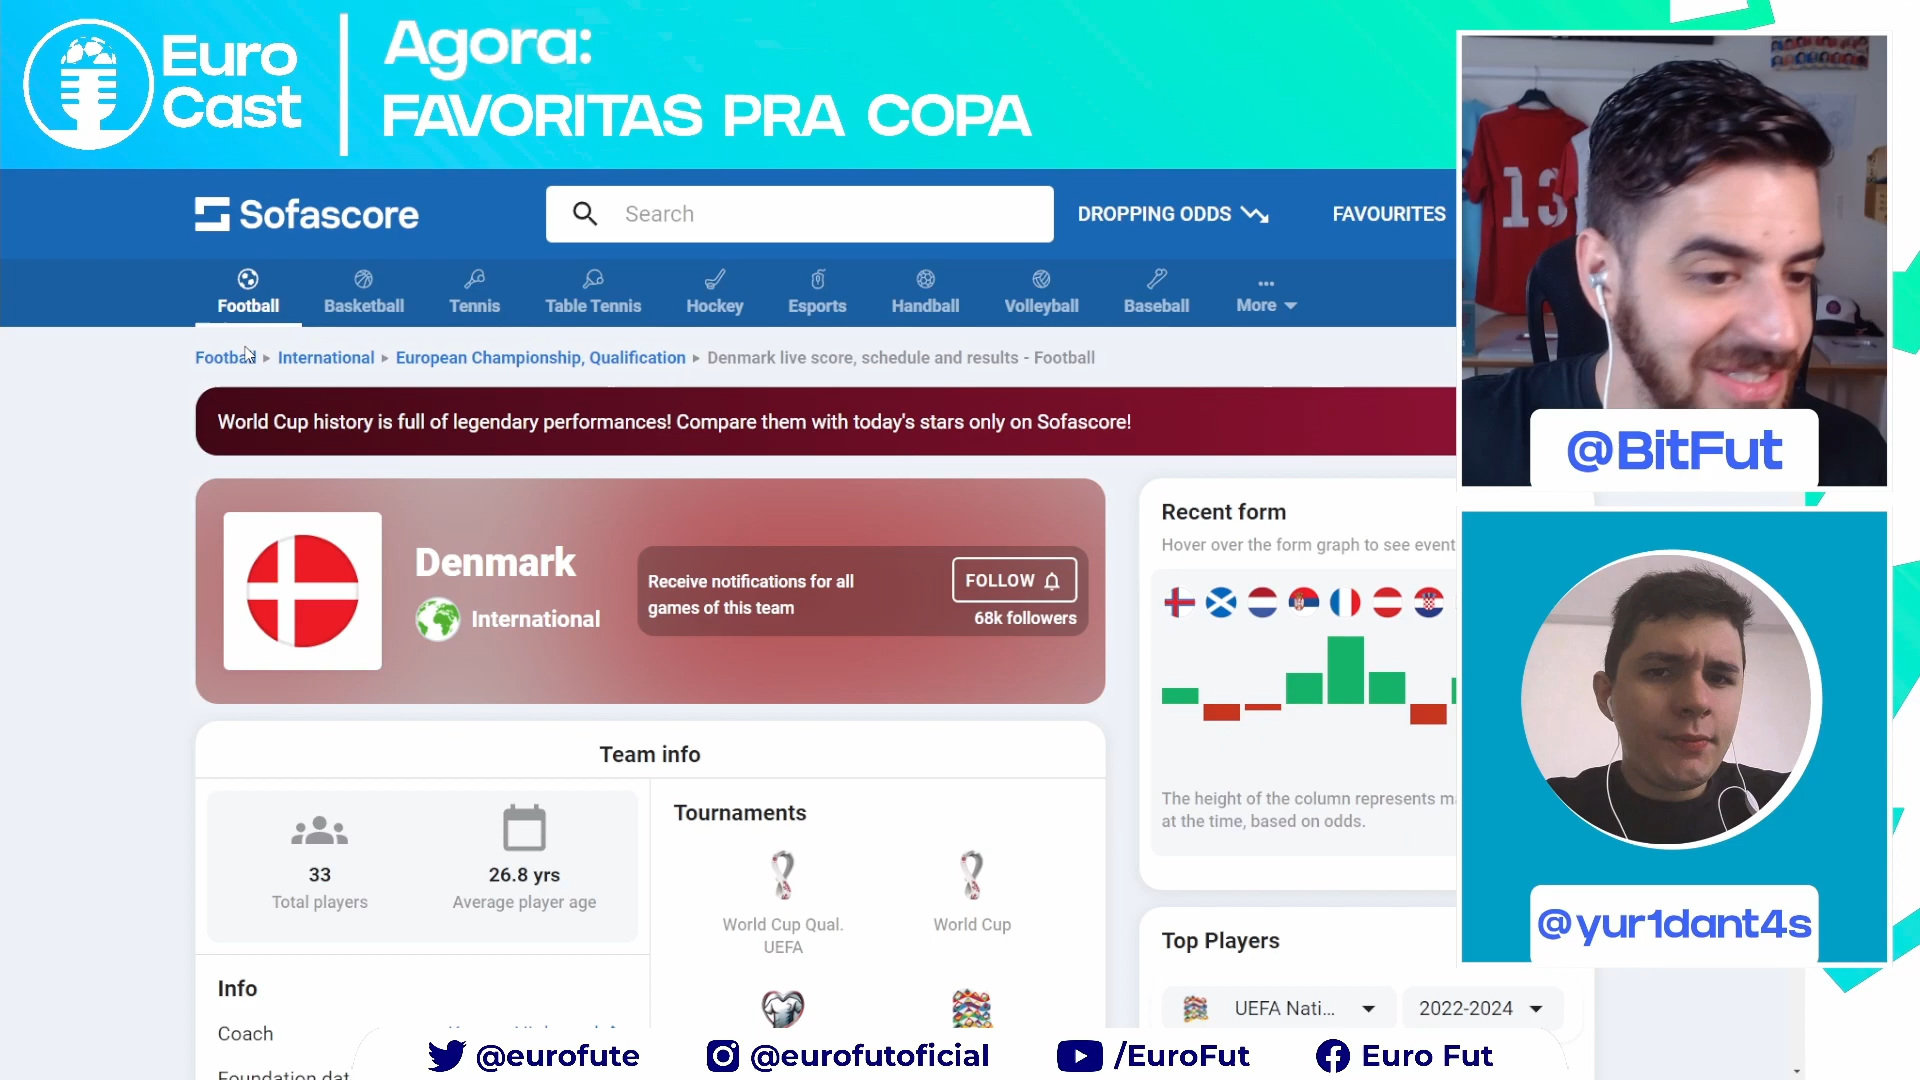 Euro Cast
Agora:
FAVORITAS PRA COPA
Sofascore
Search
DROPPING ODDS
FAVOURITES
Football
Basketball
Tennis
Table Tennis
Hockey
Esports
Handball
Volleyball
Baseball
More
Football International European Championship, Qualification Denmark live score, schedule and results - Football
World Cup history is full of legendary performances! Compare them with today's stars only on Sofascore!
13
@BitFut
Denmark
International
Receive notifications for all
games of this team
FOLLOW
68k followers
Recent form
Hover over the form graph to see event
The height of the column represents
at the time, based on odds.
Team info
33
Total players
26.8 yrs
Average player age
Tournaments
World Cup Qual.
UEFA
World Cup
Info
Coach
Top Players
UEFA Nati...
2022-2024
@yur1dant4s
@eurofute
@eurofutoficial
/EuroFut
Euro Fut